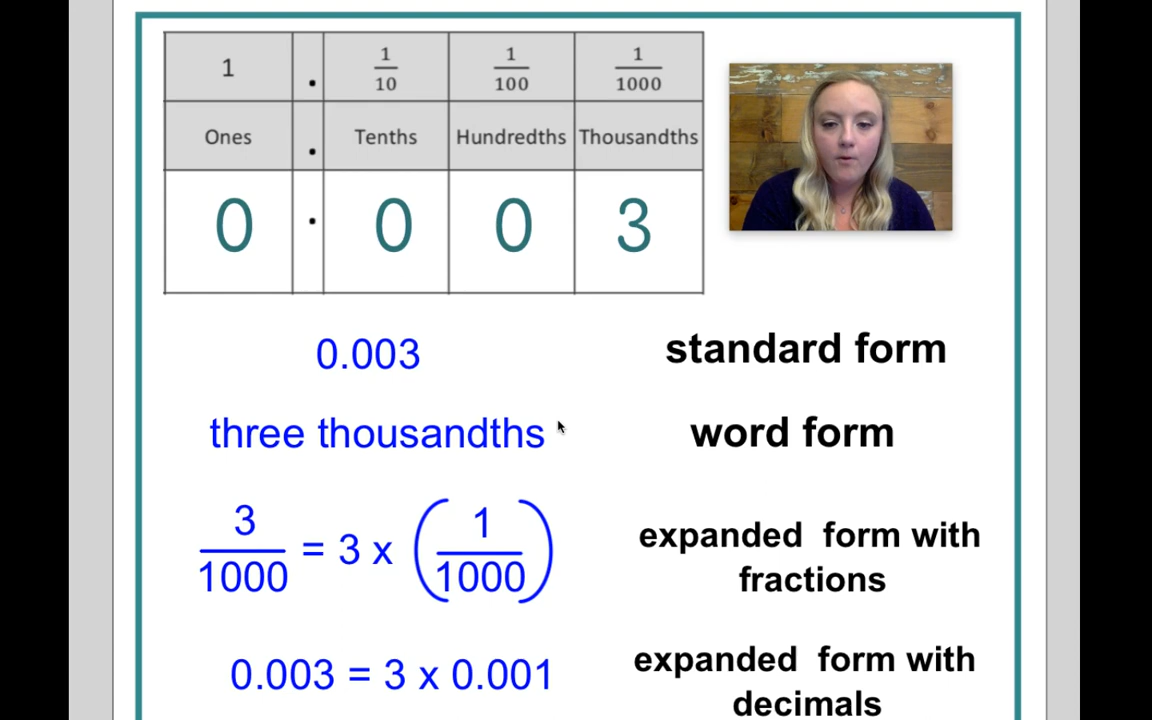 1 . 1/10 1/100 1/1000
Ones . Tenths Hundredths Thousandths
0 . 0 0 3
0.003 standard form
three thousandths word form
3/1000 = 3 x (1/1000) expanded form with
fractions
0.003 = 3 x 0.001 expanded form with
decimals